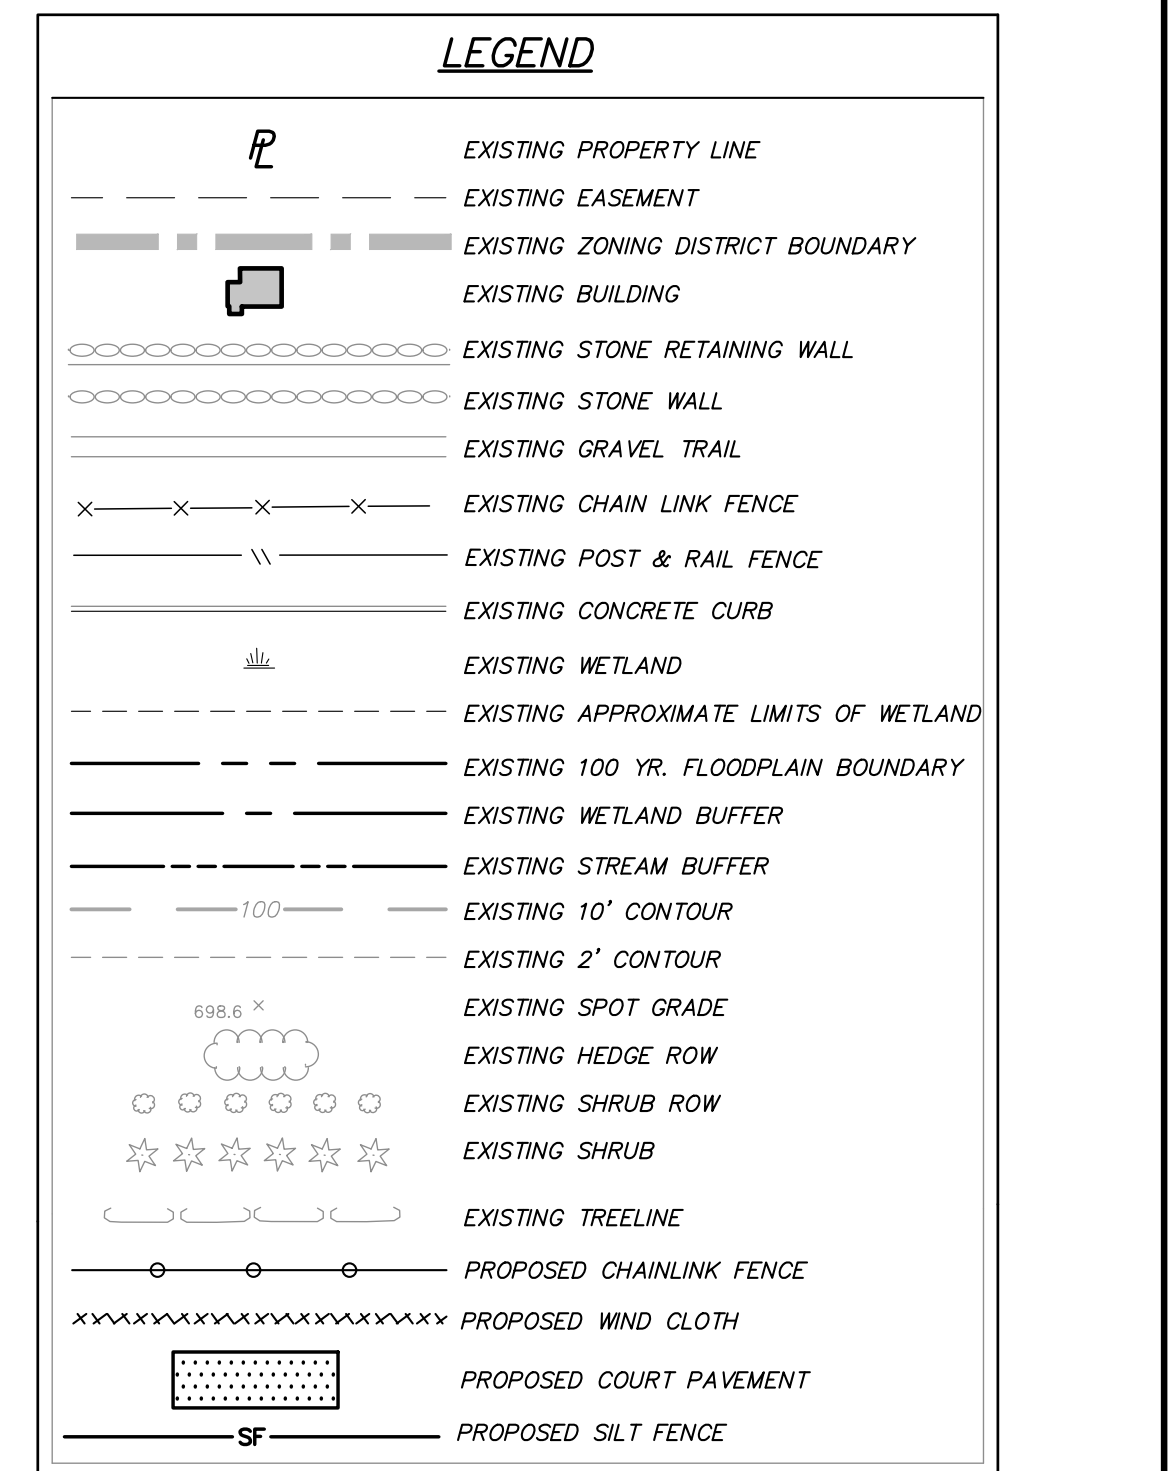 LEGEND
PL EXISTING PROPERTY LINE
EXISTING EASEMENT
EXISTING ZONING DISTRICT BOUNDARY
EXISTING BUILDING
EXISTING STONE RETAINING WALL
EXISTING STONE WALL
EXISTING GRAVEL TRAIL
EXISTING CHAIN LINK FENCE
EXISTING POST & RAIL FENCE
EXISTING CONCRETE CURB
EXISTING WETLAND
EXISTING APPROXIMATE LIMITS OF WETLAND
EXISTING 100 YR. FLOODPLAIN BOUNDARY
EXISTING WETLAND BUFFER
EXISTING STREAM BUFFER
100 EXISTING 10' CONTOUR
EXISTING 2' CONTOUR
698.6 × EXISTING SPOT GRADE
EXISTING HEDGE ROW
EXISTING SHRUB ROW
EXISTING SHRUB
EXISTING TREELINE
PROPOSED CHAINLINK FENCE
PROPOSED WIND CLOTH
PROPOSED COURT PAVEMENT
SF PROPOSED SILT FENCE